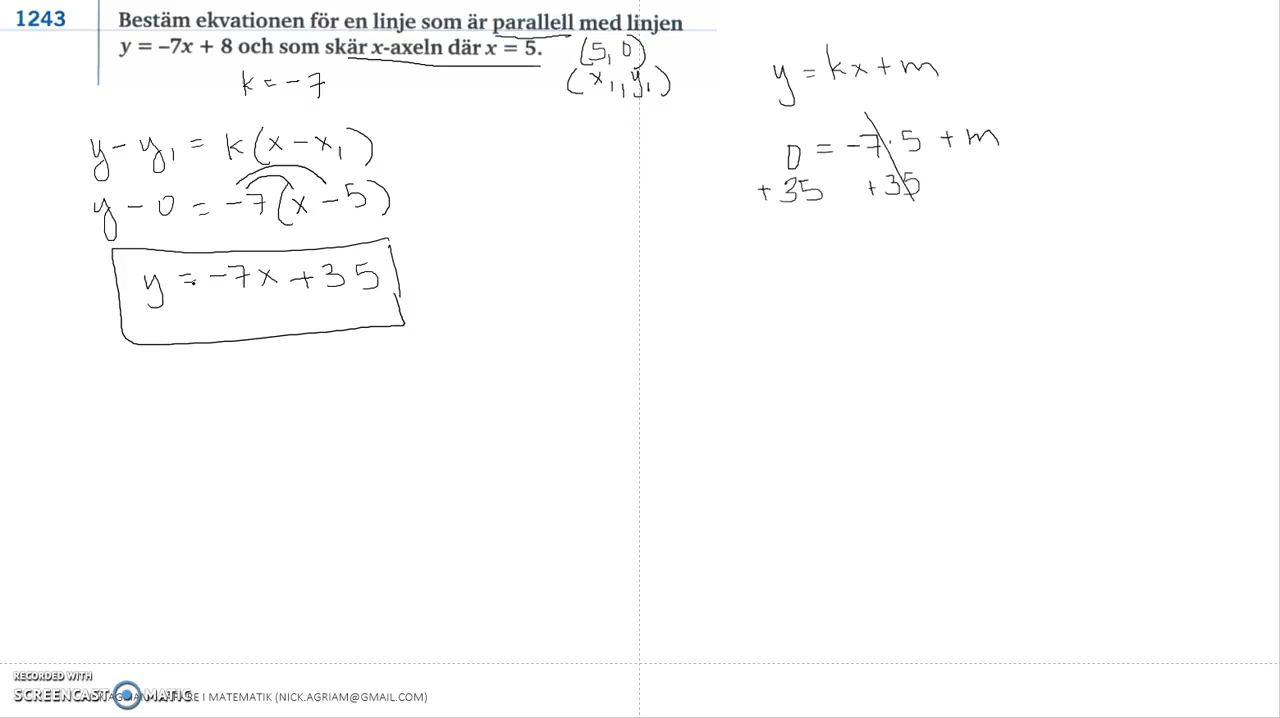 1243 Bestäm ekvationen för en linje som är parallell med linjen
y = –7x + 8 och som skär x-axeln där x = 5.
(5, 0)
k = -7
(x₁, y₁)
y - y₁ = k(x - x₁)
y - 0 = -7(x - 5)
y = -7x + 35
y = kx + m
0 = -7 · 5 + m
+35 +35
RECORDED WITH
SCREENCAST MATIC
I MATEMATIK (NICK.AGRIAM@GMAIL.COM)